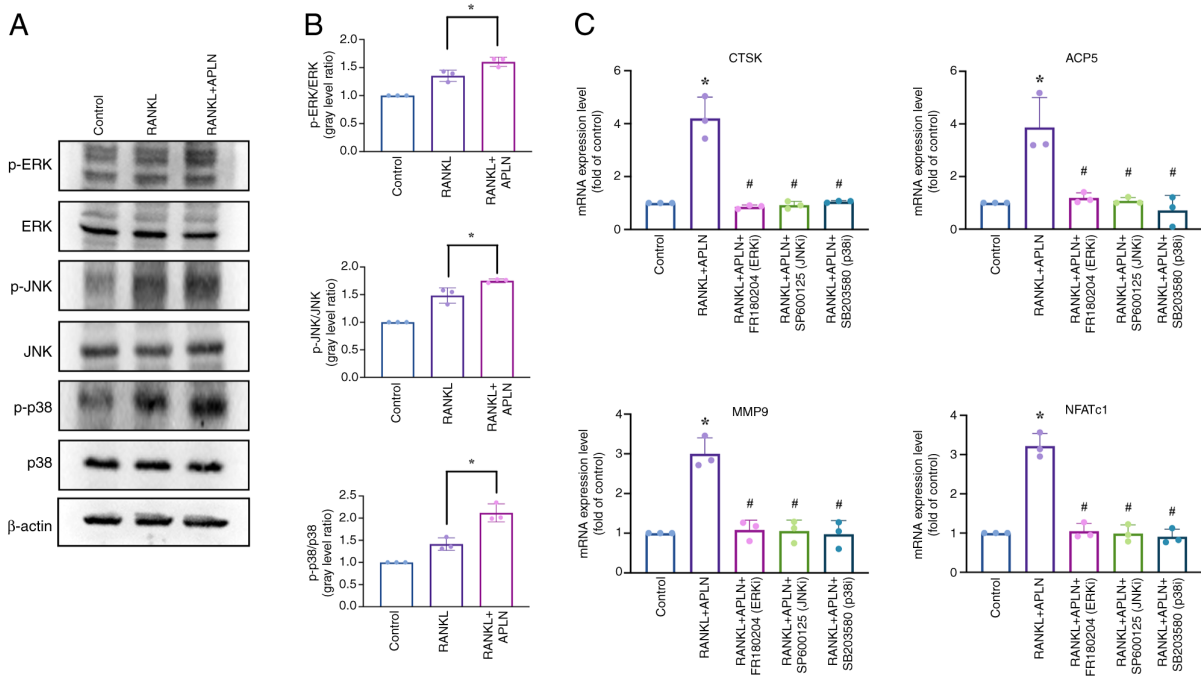 A
Control
RANKL
RANKL+APLN
p-ERK
ERK
p-JNK
JNK
p-p38
p38
β-actin
B
*
p-ERK/ERK
(gray level ratio)
2.0
1.5
1.0
0.5
0.0
Control
RANKL
RANKL+
APLN
*
p-JNK/JNK
(gray level ratio)
2.0
1.5
1.0
0.5
0.0
Control
RANKL
RANKL+
APLN
*
p-p38/p38
(gray level ratio)
2.5
2.0
1.5
1.0
0.5
0.0
Control
RANKL
RANKL+
APLN
C
CTSK
mRNA expression level
(fold of control)
6
4
2
0
*
# # #
Control
RANKL+APLN
RANKL+APLN+
FR180204 (ERKi)
RANKL+APLN+
SP600125 (JNKi)
RANKL+APLN+
SB203580 (p38i)
ACP5
mRNA expression level
(fold of control)
6
4
2
0
*
# # #
Control
RANKL+APLN
RANKL+APLN+
FR180204 (ERKi)
RANKL+APLN+
SP600125 (JNKi)
RANKL+APLN+
SB203580 (p38i)
MMP9
mRNA expression level
(fold of control)
4
3
2
1
0
*
# # #
Control
RANKL+APLN
RANKL+APLN+
FR180204 (ERKi)
RANKL+APLN+
SP600125 (JNKi)
RANKL+APLN+
SB203580 (p38i)
NFATc1
mRNA expression level
(fold of control)
4
3
2
1
0
*
# # #
Control
RANKL+APLN
RANKL+APLN+
FR180204 (ERKi)
RANKL+APLN+
SP600125 (JNKi)
RANKL+APLN+
SB203580 (p38i)